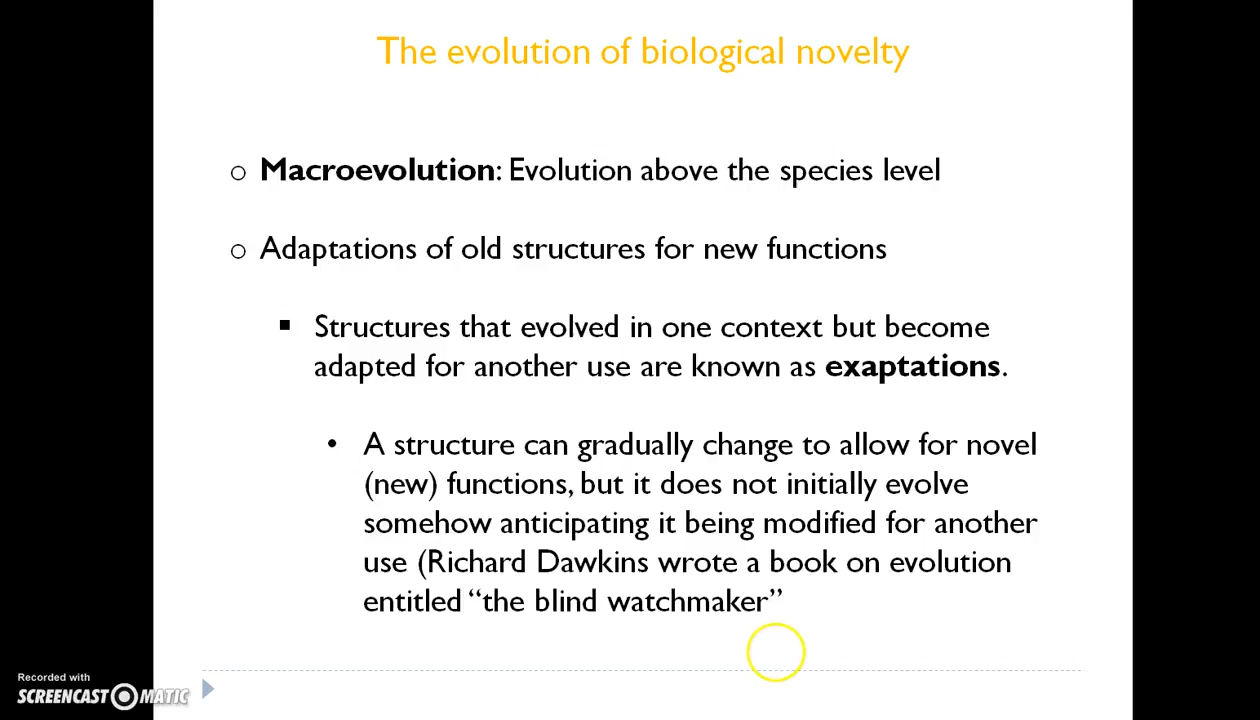 The evolution of biological novelty
Macroevolution: Evolution above the species level
Adaptations of old structures for new functions
Structures that evolved in one context but become
adapted for another use are known as exaptations.
A structure can gradually change to allow for novel
(new) functions, but it does not initially evolve
somehow anticipating it being modified for another
use (Richard Dawkins wrote a book on evolution
entitled “the blind watchmaker”
Recorded with
SCREENCAST MATIC